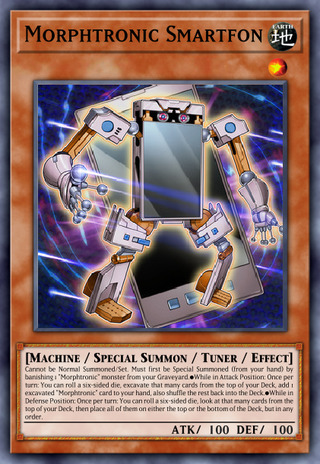 MORPHTRONIC SMARTFON
EARTH
地
[MACHINE / SPECIAL SUMMON / TUNER / EFFECT]
Cannot be Normal Summoned/Set. Must first be Special Summoned (from your hand) by
banishing 1 "Morphtronic" monster from your Graveyard ●While in Attack Position: Once per
turn: You can roll a six-sided die, excavate that many cards from the top of your Deck, add 1
excavated "Morphtronic" card to your hand, also shuffle the rest back into the Deck.●While in
Defense Position: Once per turn: You can roll a six-sided die, look at that many cards from the
top of your Deck, then place all of them on either the top or the bottom of the Deck, but in any
order.
ATK/ 100 DEF/ 100